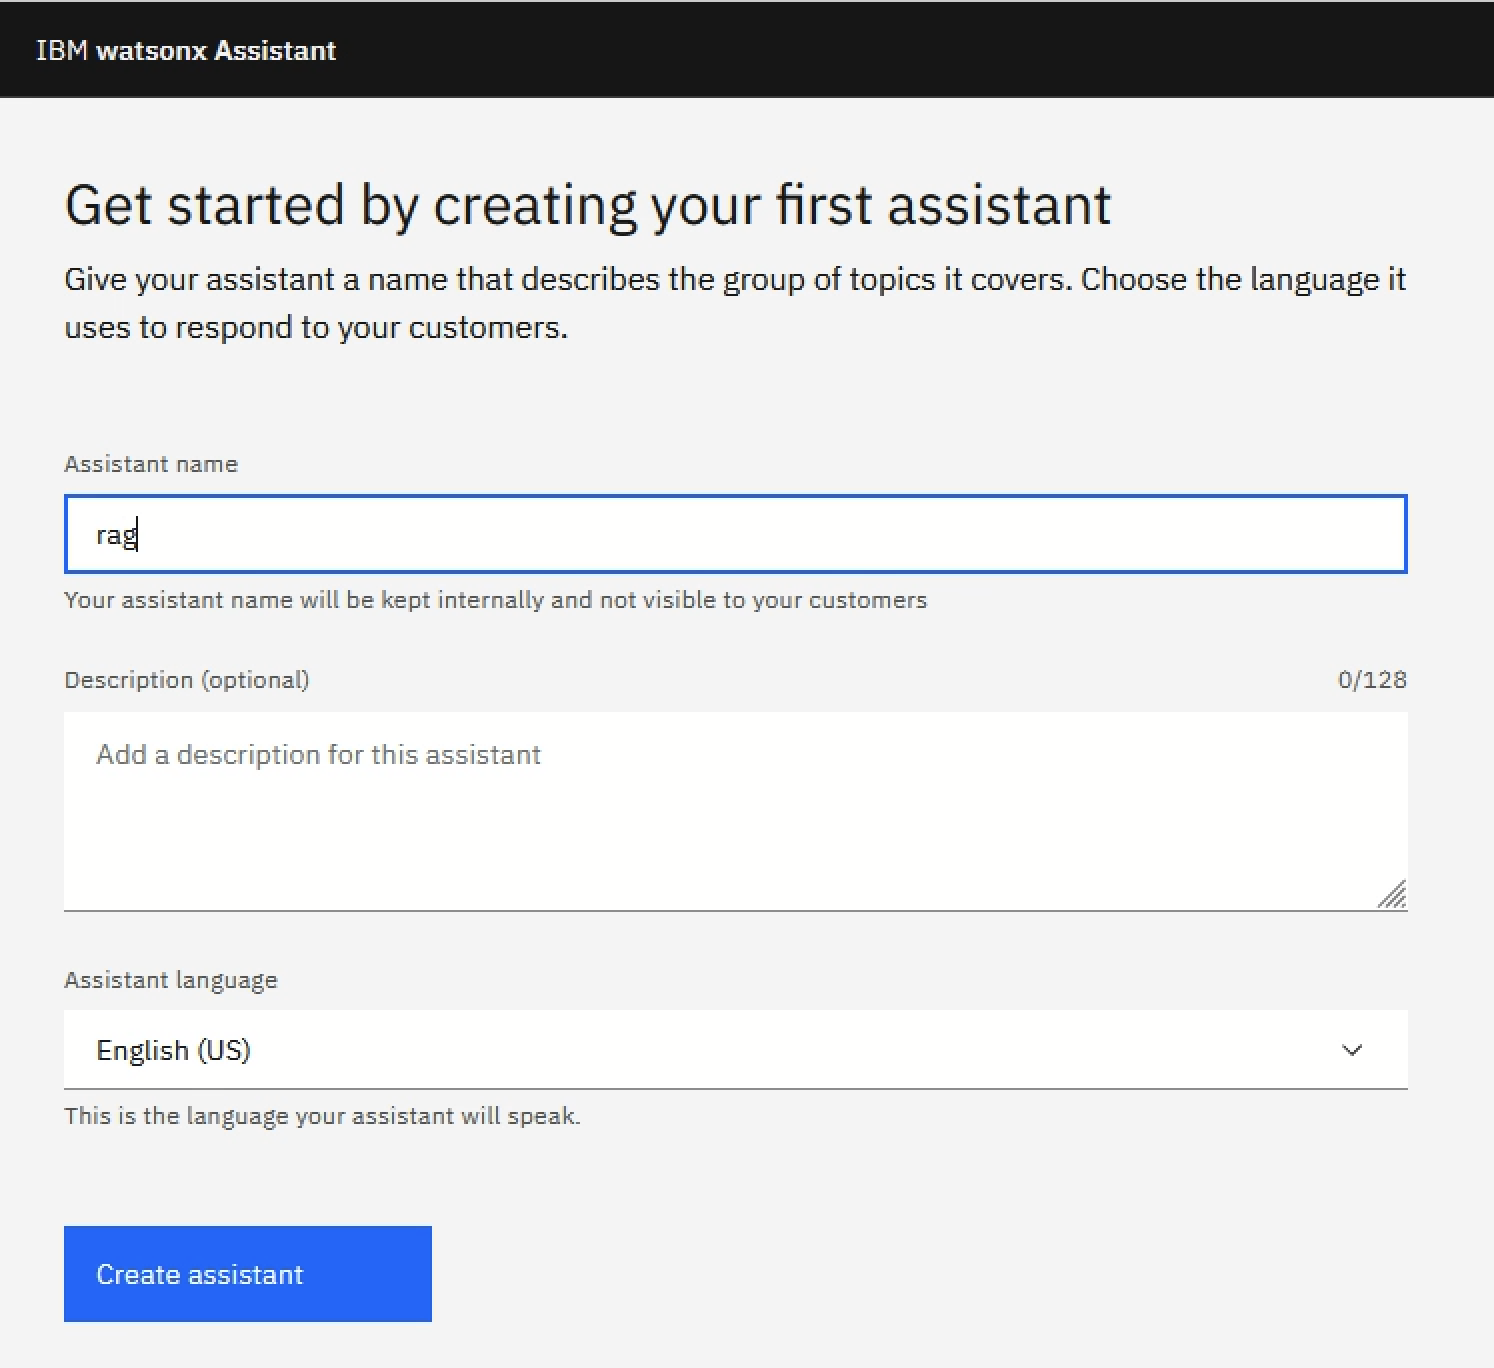 IBM watsonx Assistant
Get started by creating your first assistant
Give your assistant a name that describes the group of topics it covers. Choose the language it
uses to respond to your customers.
Assistant name
rag
Your assistant name will be kept internally and not visible to your customers
Description (optional) 0/128
Add a description for this assistant
Assistant language
English (US)
This is the language your assistant will speak.
Create assistant